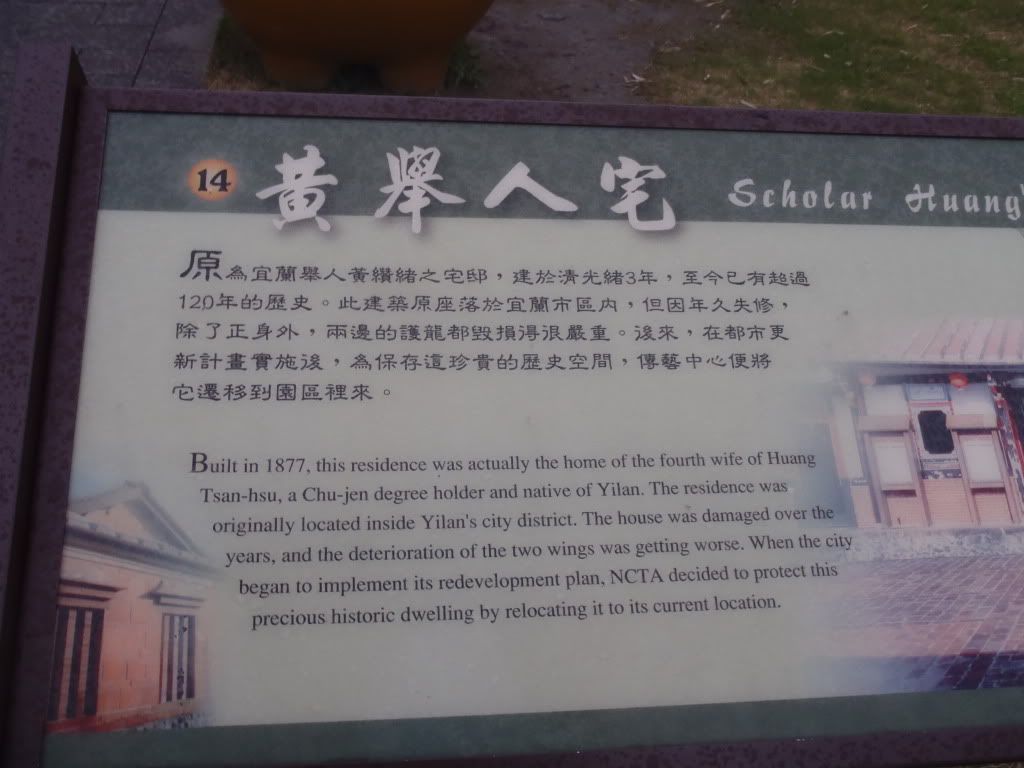 14 黃舉人宅 Scholar Huang'
原為宜蘭舉人黃纘緒之宅邸，建於清光緒3年，至今已有超過
120年的歷史。此建築原座落於宜蘭市區內，但因年久失修，
除了正身外，兩邊的護龍都毀損得很嚴重。後來，在都市更
新計畫實施後，為保存這珍貴的歷史空間，傳藝中心便將
它遷移到園區裡來。
Built in 1877, this residence was actually the home of the fourth wife of Huang
Tsan-hsu, a Chu-jen degree holder and native of Yilan. The residence was
originally located inside Yilan's city district. The house was damaged over the
years, and the deterioration of the two wings was getting worse. When the city
began to implement its redevelopment plan, NCTA decided to protect this
precious historic dwelling by relocating it to its current location.